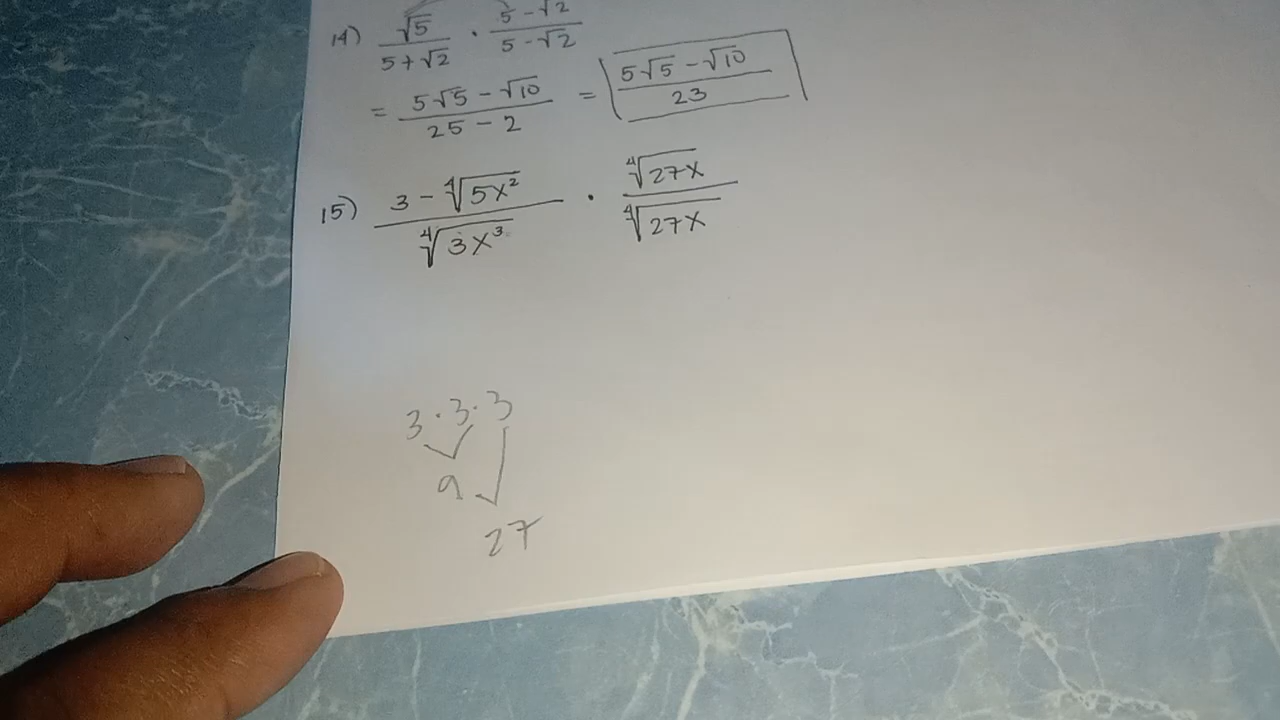 14) √5/(5+√2) · (5-√2)/(5-√2)
= (5√5 - √10)/(25 - 2) = (5√5 - √10)/23
15) (3 - ∜(5x²))/∜(3x³) · ∜(27x)/∜(27x)
3·3·3
9
27